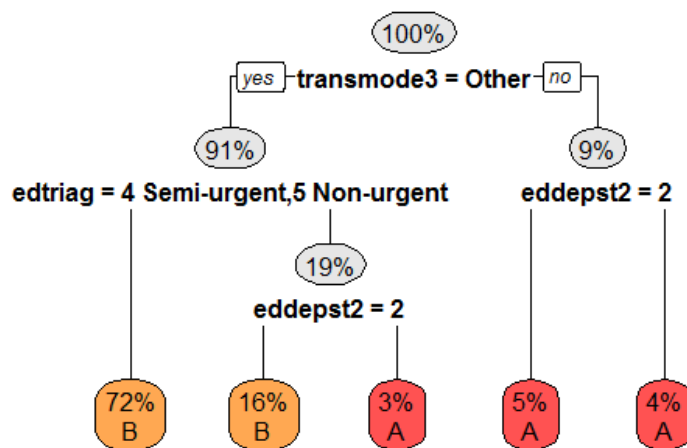 100%
yes transmode3 = Other no
91% 9%
edtriag = 4 Semi-urgent,5 Non-urgent eddepst2 = 2
19%
eddepst2 = 2
72% 16% 3% 5% 4%
B B A A A